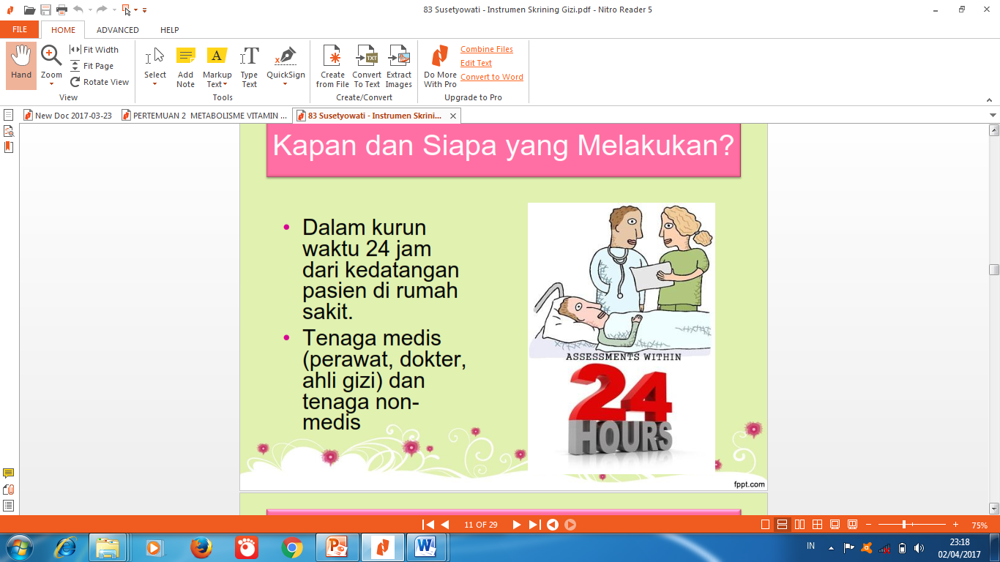 83 Susetyowati - Instrumen Skrining Gizi.pdf - Nitro Reader 5
FILE HOME ADVANCED HELP
Hand
Zoom
Fit Width
Fit Page
Rotate View
View
Select
Add Note
Markup Text
Type Text
QuickSign
Tools
Create from File
Convert To Text
Extract Images
Create/Convert
Do More With Pro
Combine Files
Edit Text
Convert to Word
Upgrade to Pro
New Doc 2017-03-23
PERTEMUAN 2 METABOLISME VITAMIN ...
83 Susetyowati - Instrumen Skrini...
Kapan dan Siapa yang Melakukan?
• Dalam kurun
waktu 24 jam
dari kedatangan
pasien di rumah
sakit.
• Tenaga medis
(perawat, dokter,
ahli gizi) dan
tenaga non-
medis
ASSESSMENTS WITHIN
24
HOURS
fppt.com
11 OF 29
75%
IN
23:18
02/04/2017